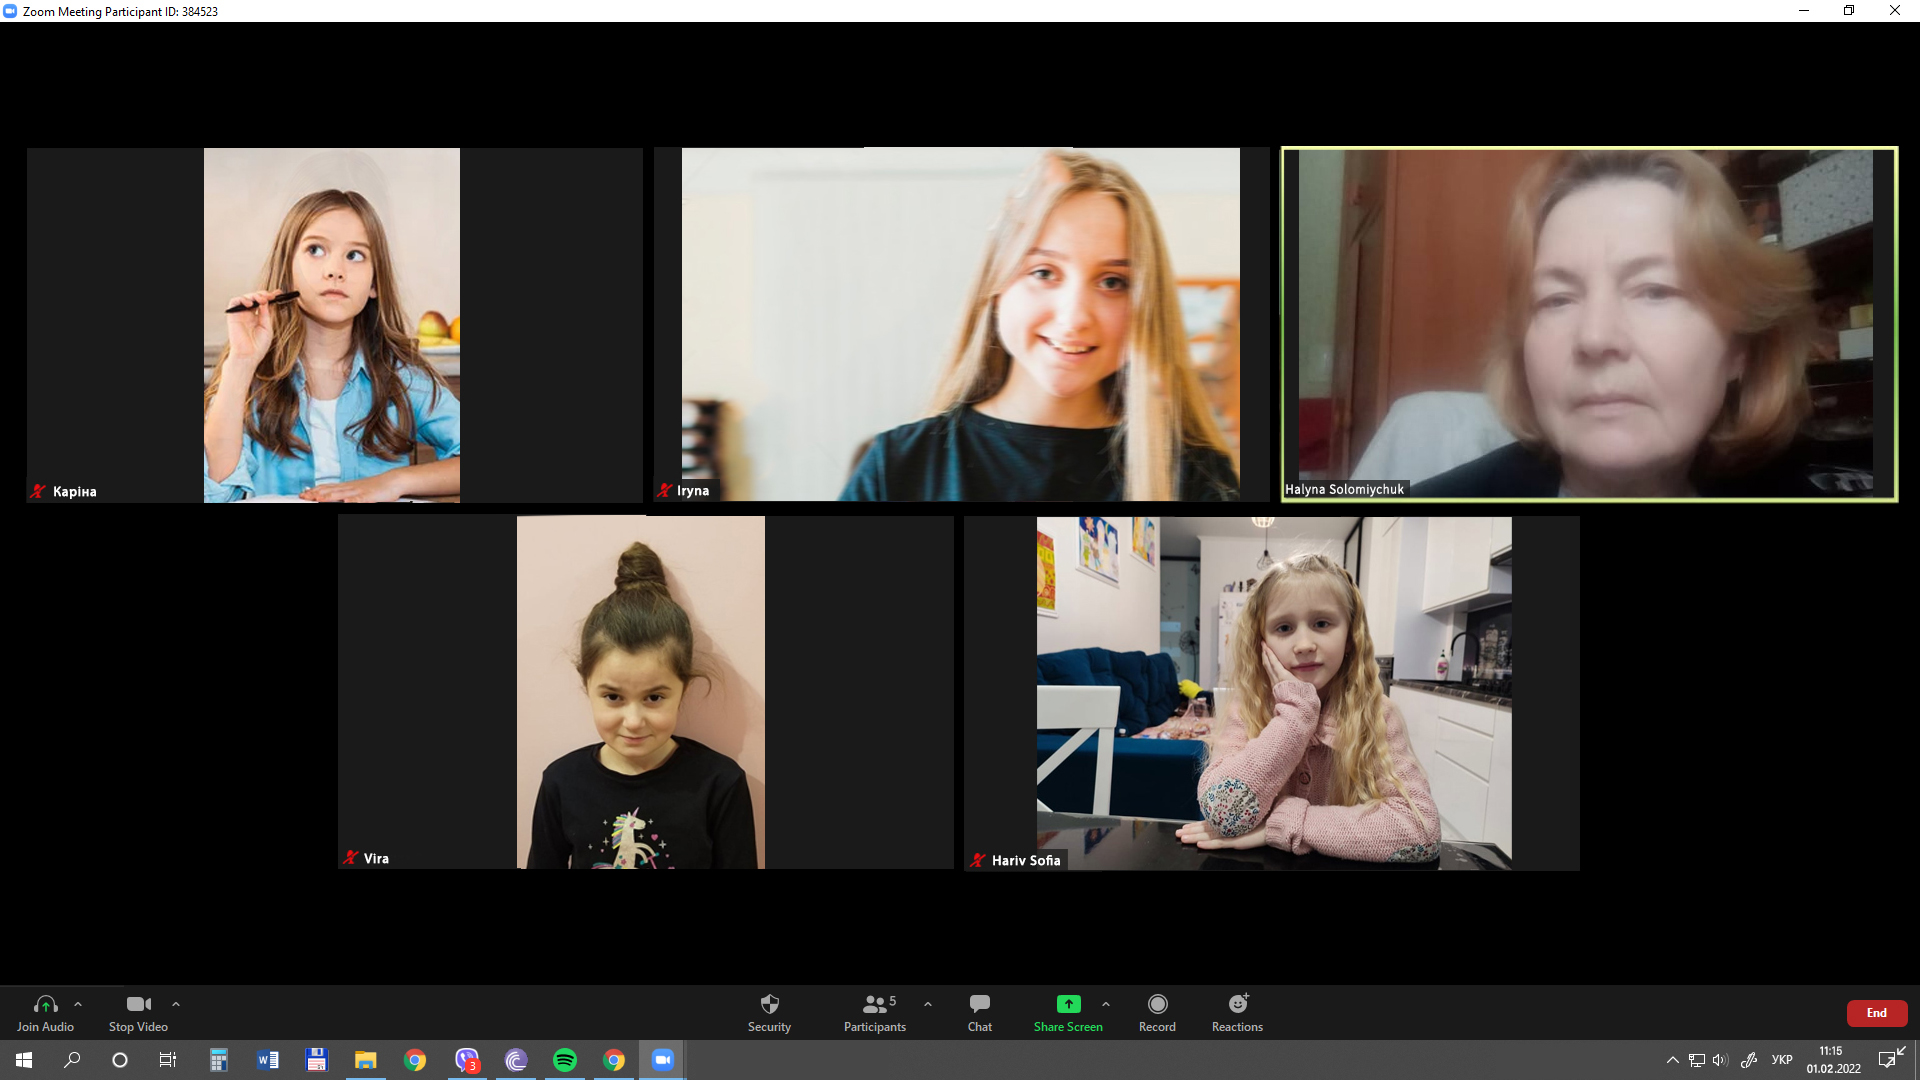 Zoom Meeting Participant ID: 384523
Каріна
Iryna
Halyna Solomiychuk
Vira
Hariv Sofia
Join Audio
Stop Video
Security
5
Participants
Chat
Share Screen
Record
Reactions
End
W
3
УКР
11:15
01.02.2022